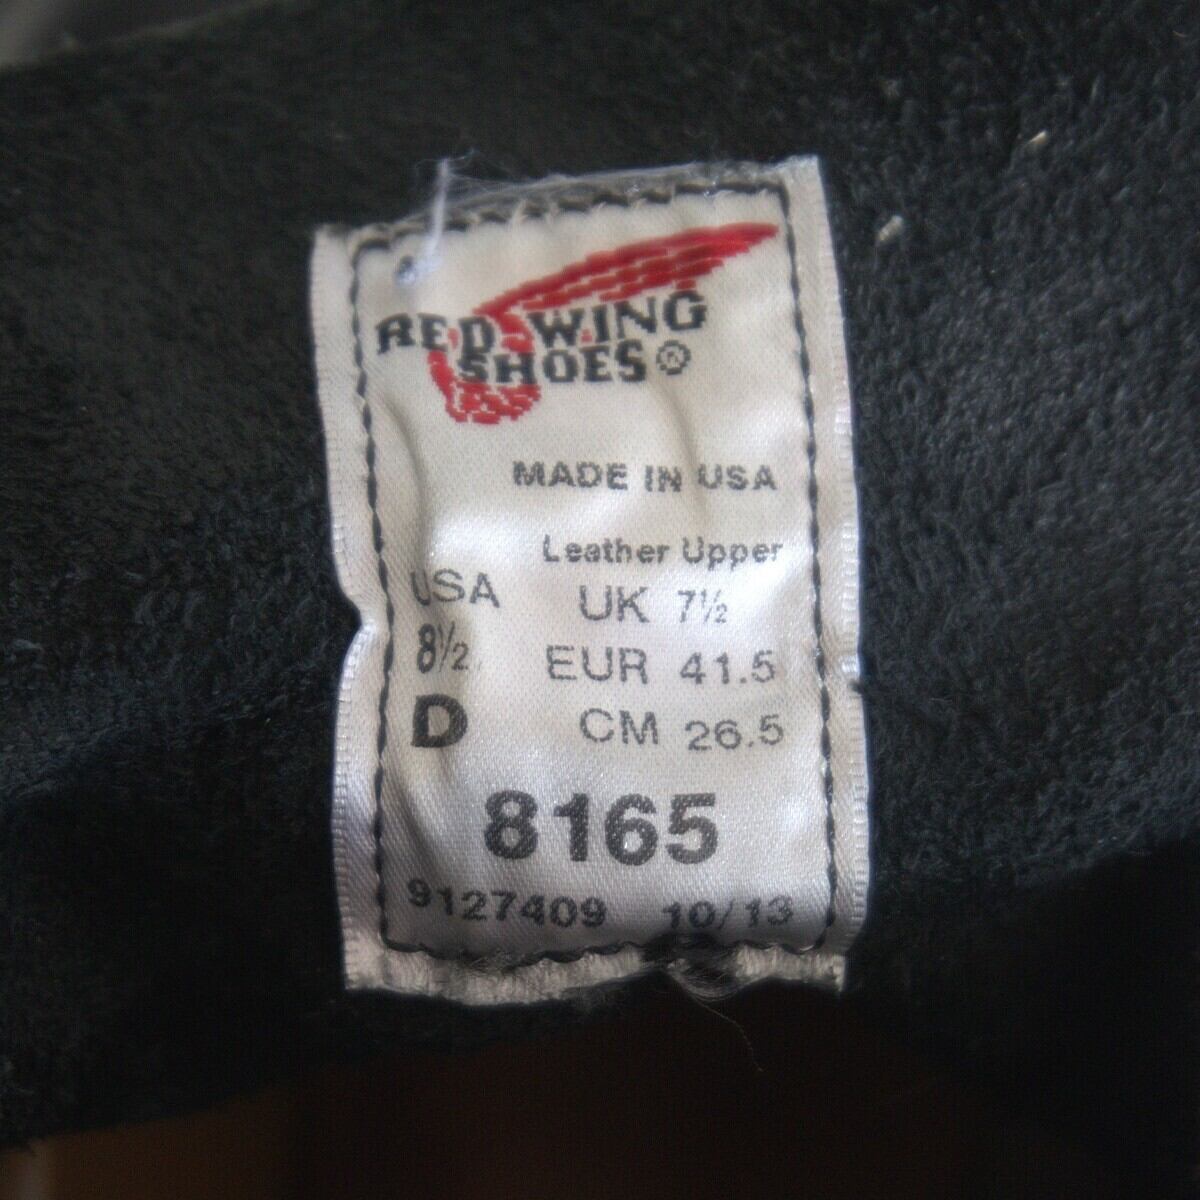 RED WING
SHOES®
MADE IN USA
Leather Upper
USA UK 7½
8½ EUR 41.5
D CM 26.5
8165
9127409 10/13